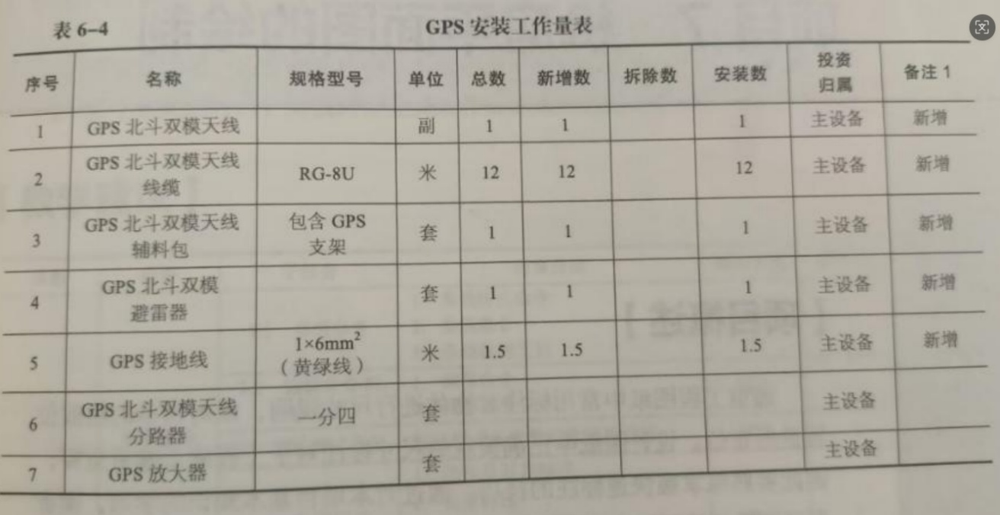 表 6-4 GPS 安装工作量表
序号 名称 规格型号 单位 总数 新增数 拆除数 安装数 投资归属 备注 1
1 GPS 北斗双模天线 副 1 1 1 主设备 新增
2 GPS 北斗双模天线线缆 RG-8U 米 12 12 12 主设备 新增
3 GPS 北斗双模天线辅料包 包含 GPS 支架 套 1 1 1 主设备 新增
4 GPS 北斗双模避雷器 套 1 1 1 主设备 新增
5 GPS 接地线 1×6mm²（黄绿线） 米 1.5 1.5 1.5 主设备 新增
6 GPS 北斗双模天线分路器 一分四 套 主设备
7 GPS 放大器 套 主设备